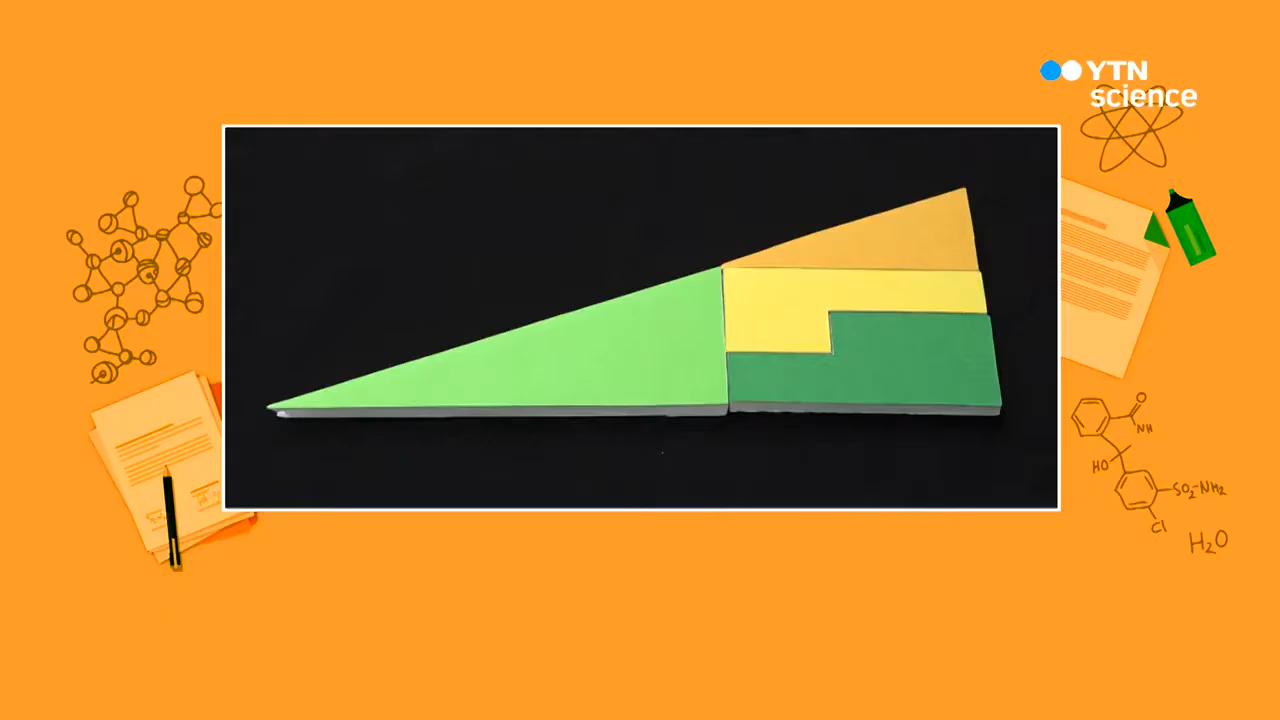 YTN
science
NH
HO
SO₂-NH₂
Cl
H₂O